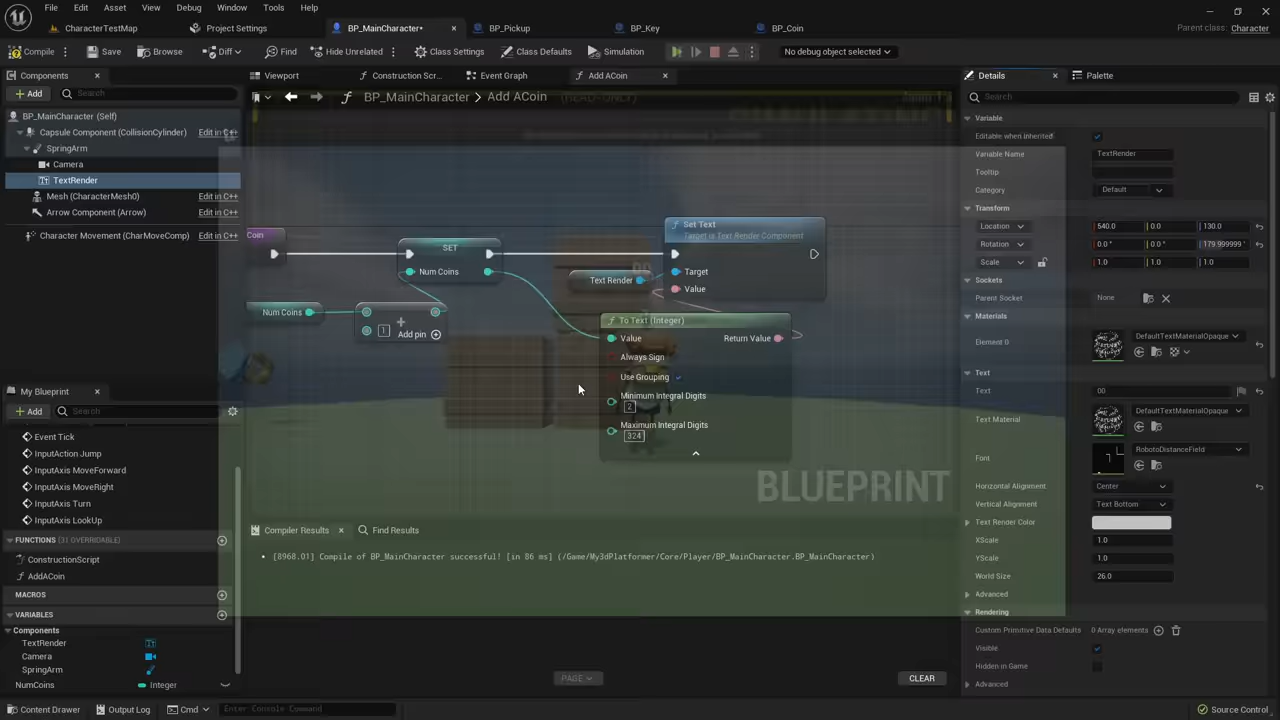 File Edit Asset View Debug Window Tools Help
CharacterTestMap Project Settings BP_MainCharacter* BP_Pickup BP_Key BP_Coin Parent class: Character
Compile Save Browse Diff Find Hide Unrelated Class Settings Class Defaults Simulation No debug object selected
Components Viewport Construction Scr... Event Graph Add ACoin Details Palette
Add Search BP_MainCharacter > Add ACoin (READ-ONLY) Search
BP_MainCharacter (Self)
Capsule Component (CollisionCylinder) Edit in C++
SpringArm
Camera
TextRender
Mesh (CharacterMesh0) Edit in C++
Arrow Component (Arrow) Edit in C++
Character Movement (CharMoveComp) Edit in C++
Coin
SET
Num Coins
Num Coins
1
Add pin
Text Render
Set Text
Target is Text Render Component
Target
Value
To Text (Integer)
Value Return Value
Always Sign
Use Grouping
Minimum Integral Digits
2
Maximum Integral Digits
324
BLUEPRINT
My Blueprint
Add Search
Event Tick
InputAction Jump
InputAxis MoveForward
InputAxis MoveRight
InputAxis Turn
InputAxis LookUp
FUNCTIONS (31 OVERRIDABLE)
ConstructionScript
AddACoin
MACROS
VARIABLES
Components
TextRender
Camera
SpringArm
NumCoins Integer
Compiler Results Find Results
[8968.01] Compile of BP_MainCharacter successful! [in 86 ms] (/Game/My3dPlatformer/Core/Player/BP_MainCharacter.BP_MainCharacter)
PAGE CLEAR
Variable
Editable when Inherited
Variable Name TextRender
Tooltip
Category Default
Transform
Location 540.0 0.0 130.0
Rotation 0.0 ° 0.0 ° 179.999999 °
Scale 1.0 1.0 1.0
Sockets
Parent Socket None
Materials
Element 0 DefaultTextMaterialOpaque
Text
Text 00
Text Material DefaultTextMaterialOpaque
Font RobotoDistanceField
Horizontal Alignment Center
Vertical Alignment Text Bottom
Text Render Color
XScale 1.0
YScale 1.0
World Size 26.0
Advanced
Rendering
Custom Primitive Data Defaults 0 Array elements
Visible
Hidden in Game
Advanced
Content Drawer Output Log Cmd Enter Console Command Source Control